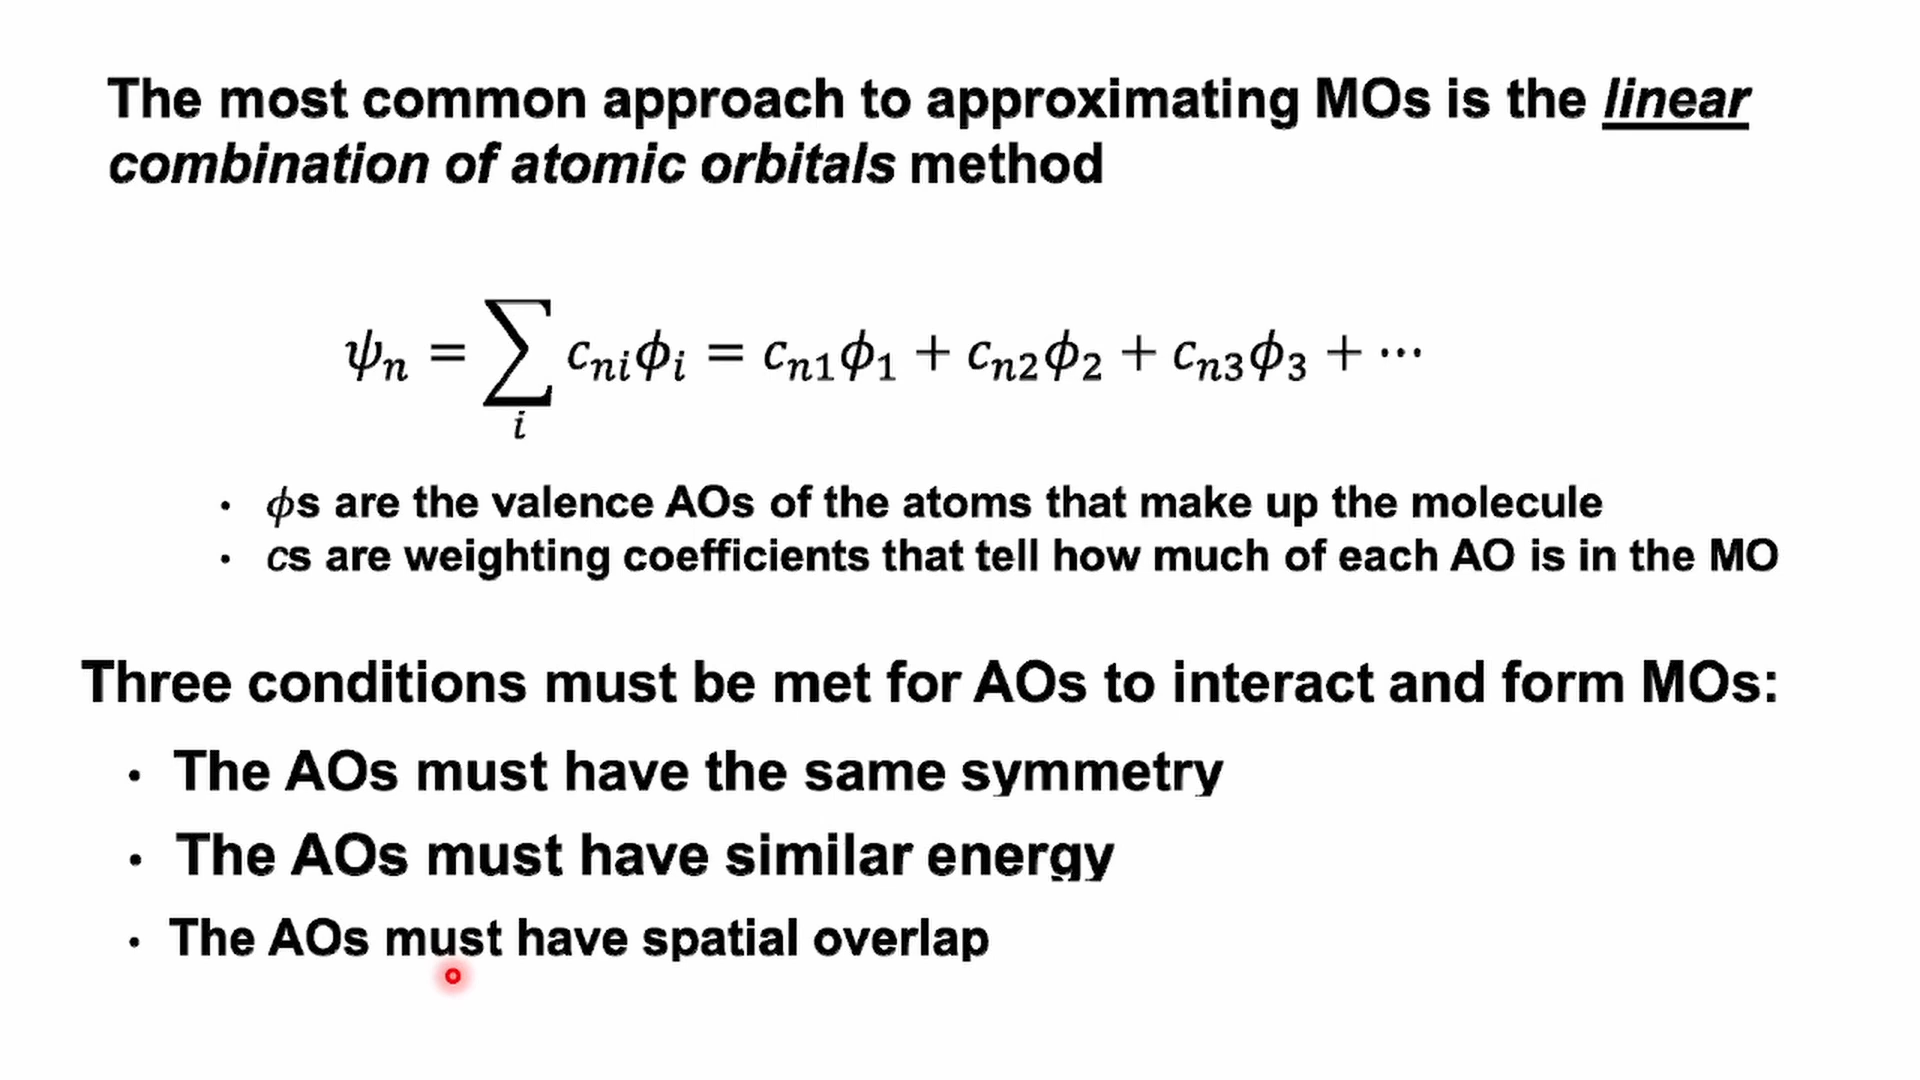 The most common approach to approximating MOs is the linear
combination of atomic orbitals method
ψₙ = ∑ᵢ cₙᵢϕᵢ = cₙ₁ϕ₁ + cₙ₂ϕ₂ + cₙ₃ϕ₃ + ⋯
• ϕs are the valence AOs of the atoms that make up the molecule
• cs are weighting coefficients that tell how much of each AO is in the MO
Three conditions must be met for AOs to interact and form MOs:
• The AOs must have the same symmetry
• The AOs must have similar energy
• The AOs must have spatial overlap